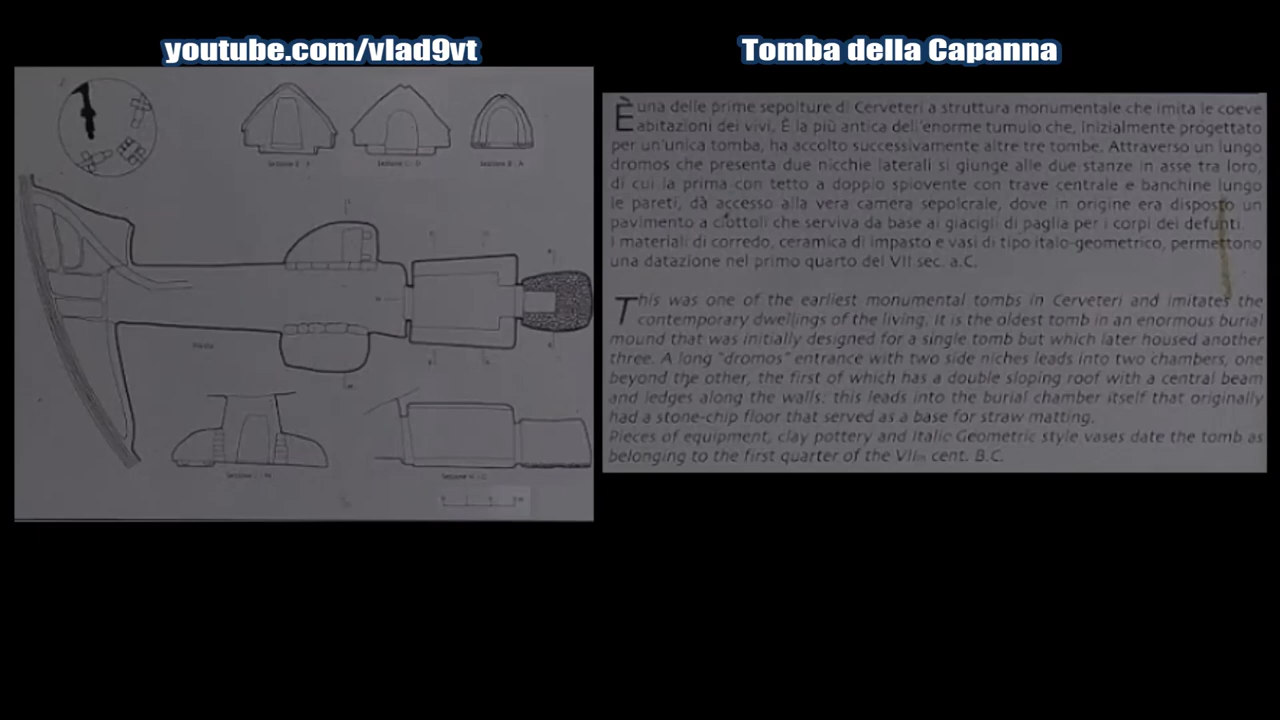 youtube.com/vlad9vt
Tomba della Capanna
È una delle prime sepolture di Cerveteri a struttura monumentale che imita le coeve
abitazioni dei vivi. È la più antica dell'enorme tumulo che, inizialmente progettato
per un'unica tomba, ha accolto successivamente altre tre tombe. Attraverso un lungo
dromos che presenta due nicchie laterali si giunge alle due stanze in asse tra loro,
di cui la prima con tetto a doppio spiovente con trave centrale e banchine lungo
le pareti, dà accesso alla vera camera sepolcrale, dove in origine era disposto un
pavimento a ciottoli che serviva da base ai giacigli di paglia per i corpi dei defunti.
I materiali di corredo, ceramica di impasto e vasi di tipo italo-geometrico, permettono
una datazione nel primo quarto del VII sec. a.C.
This was one of the earliest monumental tombs in Cerveteri and imitates the
contemporary dwellings of the living. It is the oldest tomb in an enormous burial
mound that was initially designed for a single tomb but which later housed another
three. A long "dromos" entrance with two side niches leads into two chambers, one
beyond the other, the first of which has a double sloping roof with a central beam
and ledges along the walls: this leads into the burial chamber itself that originally
had a stone-chip floor that served as a base for straw matting.
Pieces of equipment, clay pottery and Italic Geometric style vases date the tomb as
belonging to the first quarter of the VIIth cent. B.C.